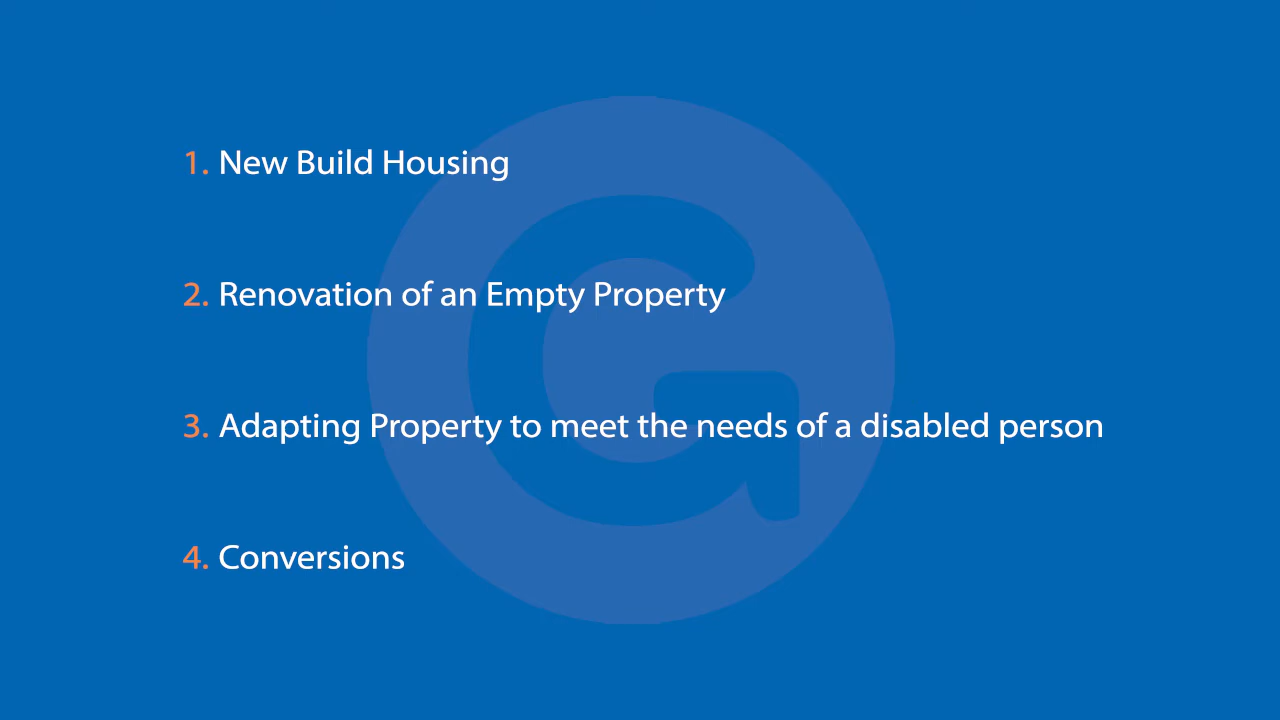 1. New Build Housing
2. Renovation of an Empty Property
3. Adapting Property to meet the needs of a disabled person
4. Conversions
G